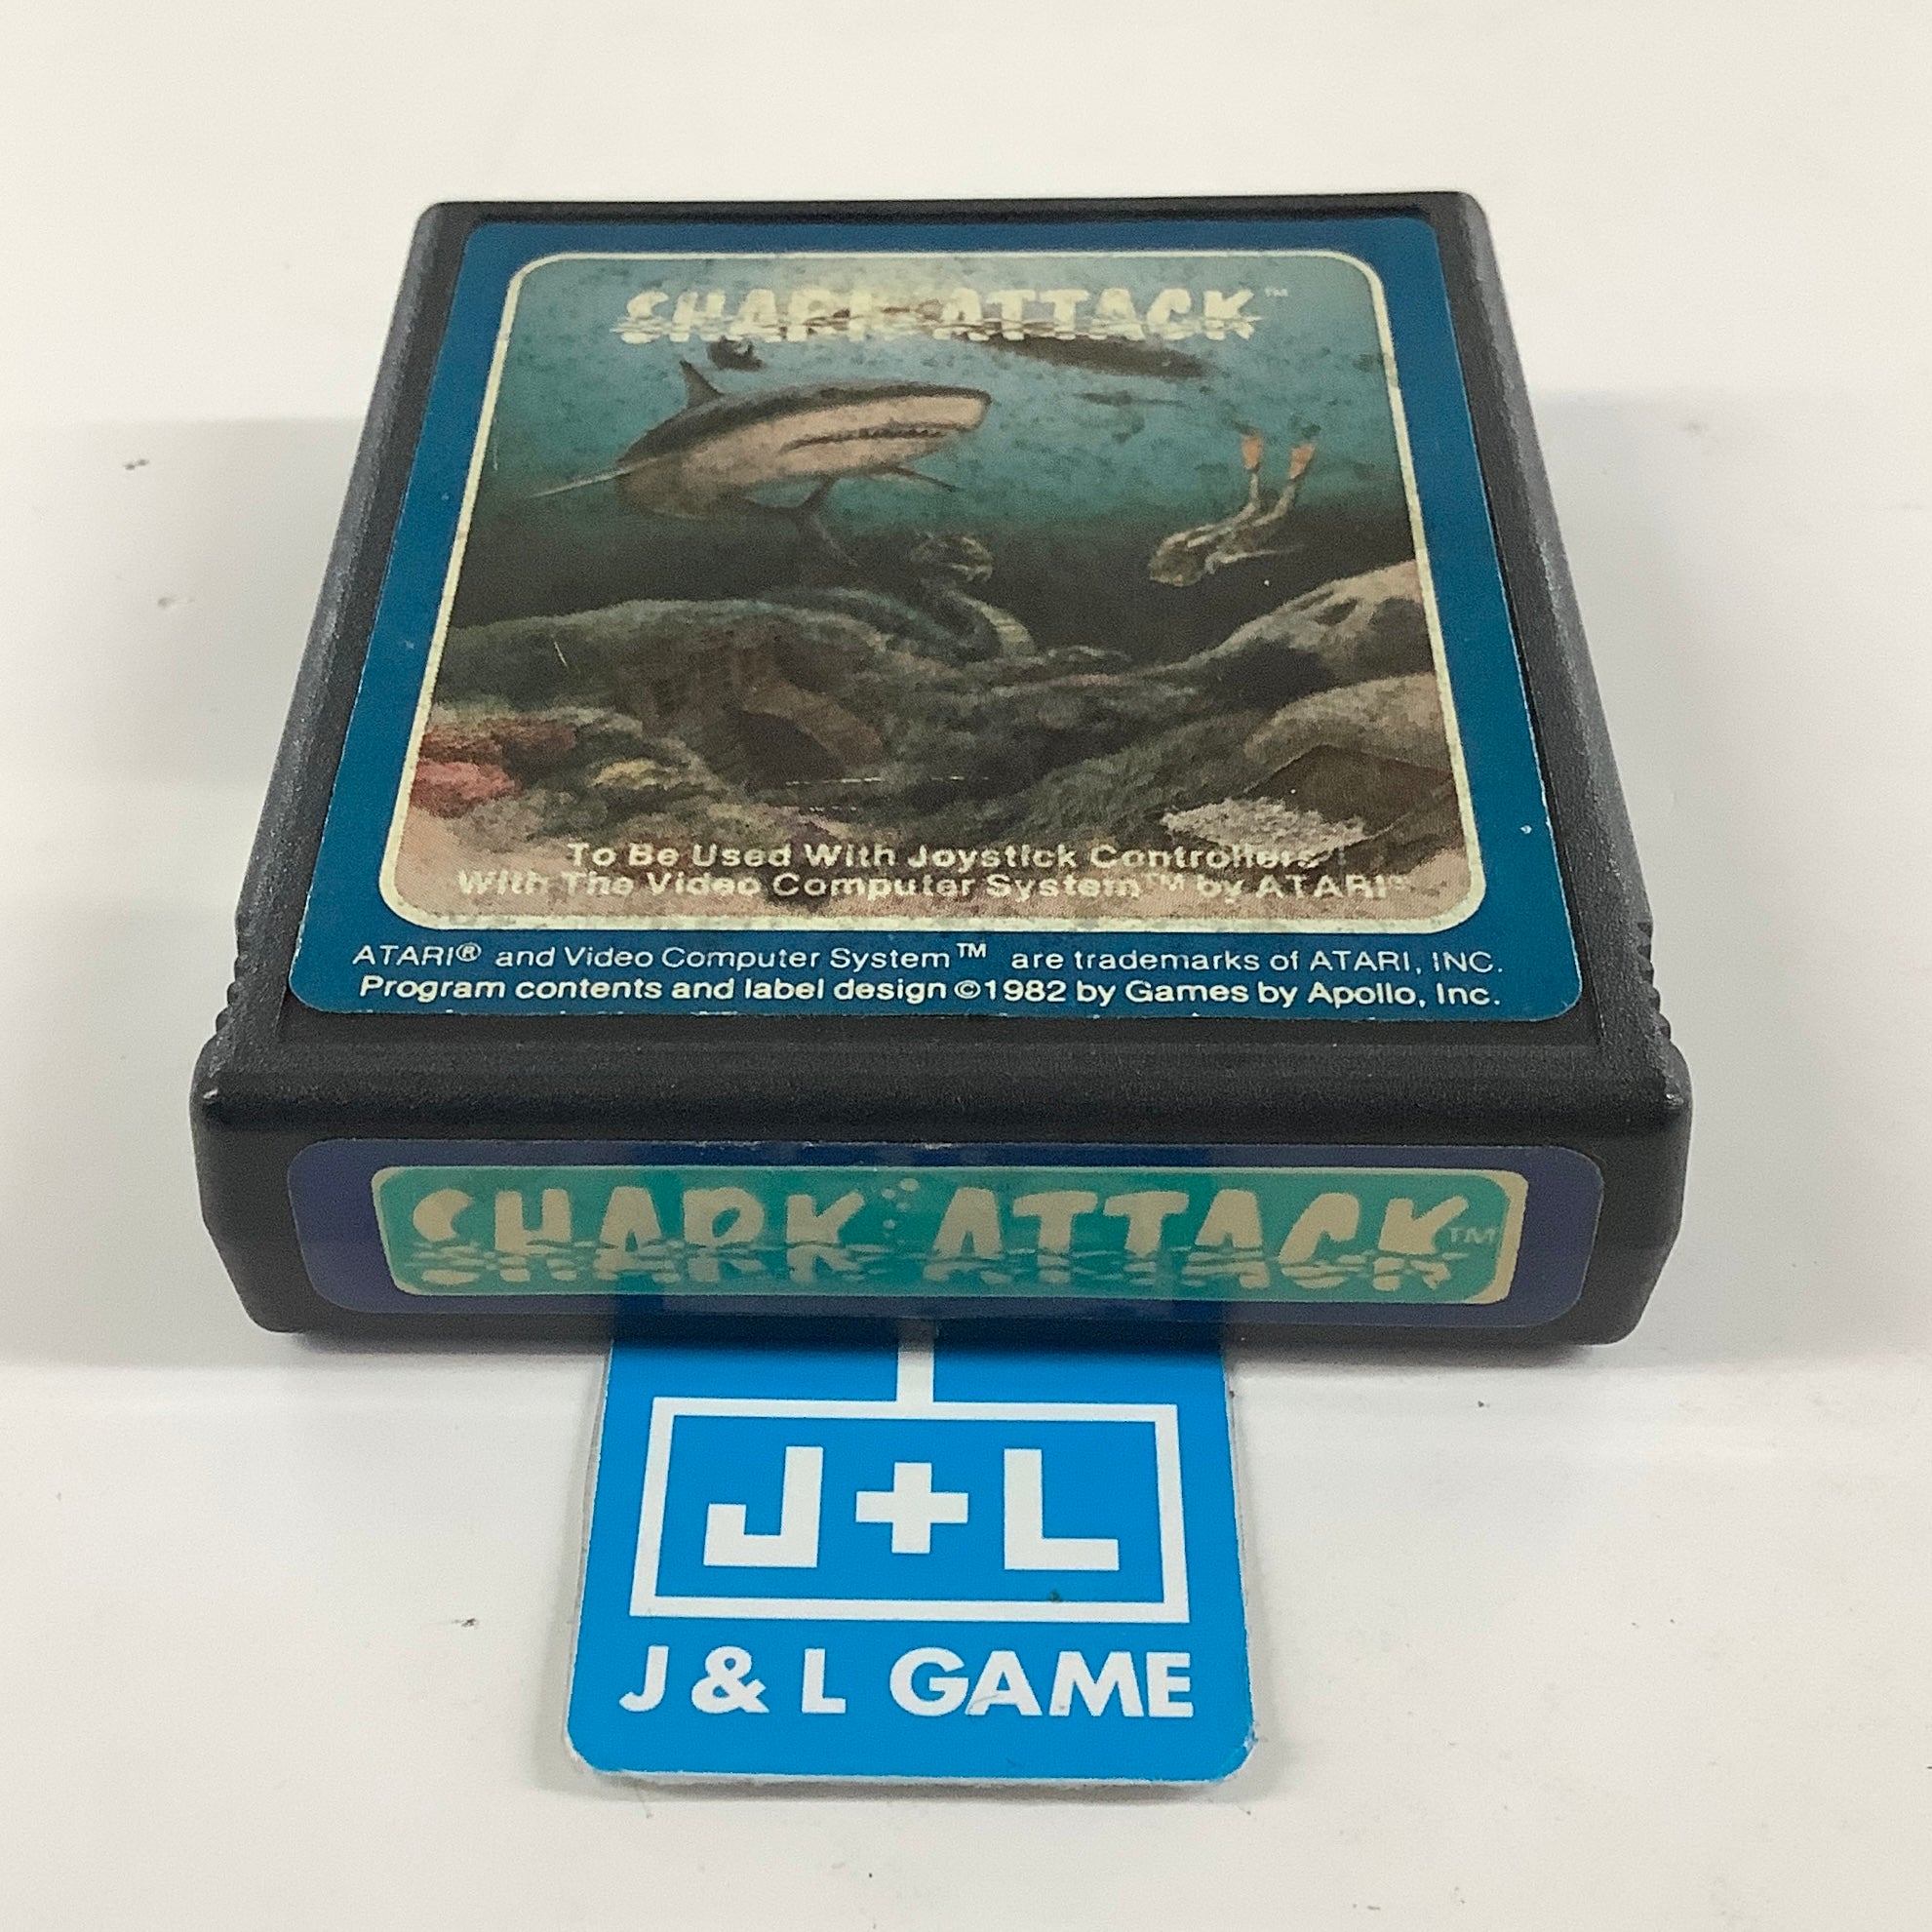 SHARK ATTACK™
To Be Used With Joystick Controllers
With The Video Computer System™ by ATARI®
ATARI® and Video Computer System™ are trademarks of ATARI, INC.
Program contents and label design ©1982 by Games by Apollo, Inc.
SHARK ATTACK™
J+L
J & L GAME